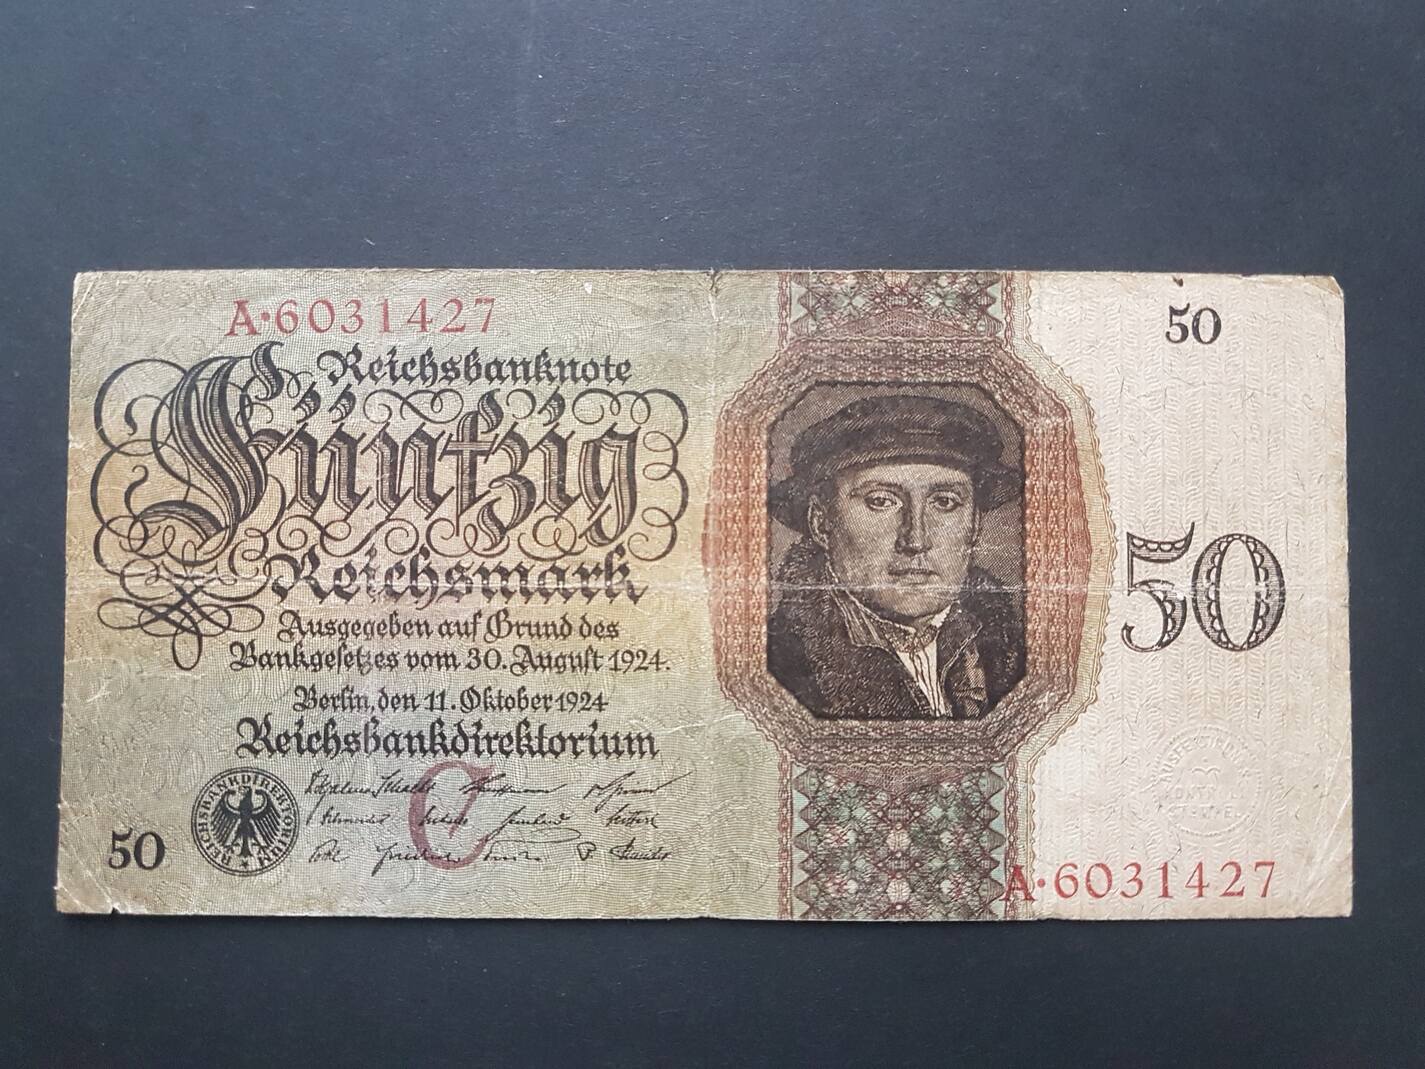 A·6031427
50
Reichsbanknote
Fünfzig
Reichsmark
50
Ausgegeben auf Grund des
Bankgesetzes vom 30. August 1924.
Berlin, den 11. Oktober 1924
Reichsbankdirektorium
REICHSBANKDIREKTORIUM
C
50
A·6031427